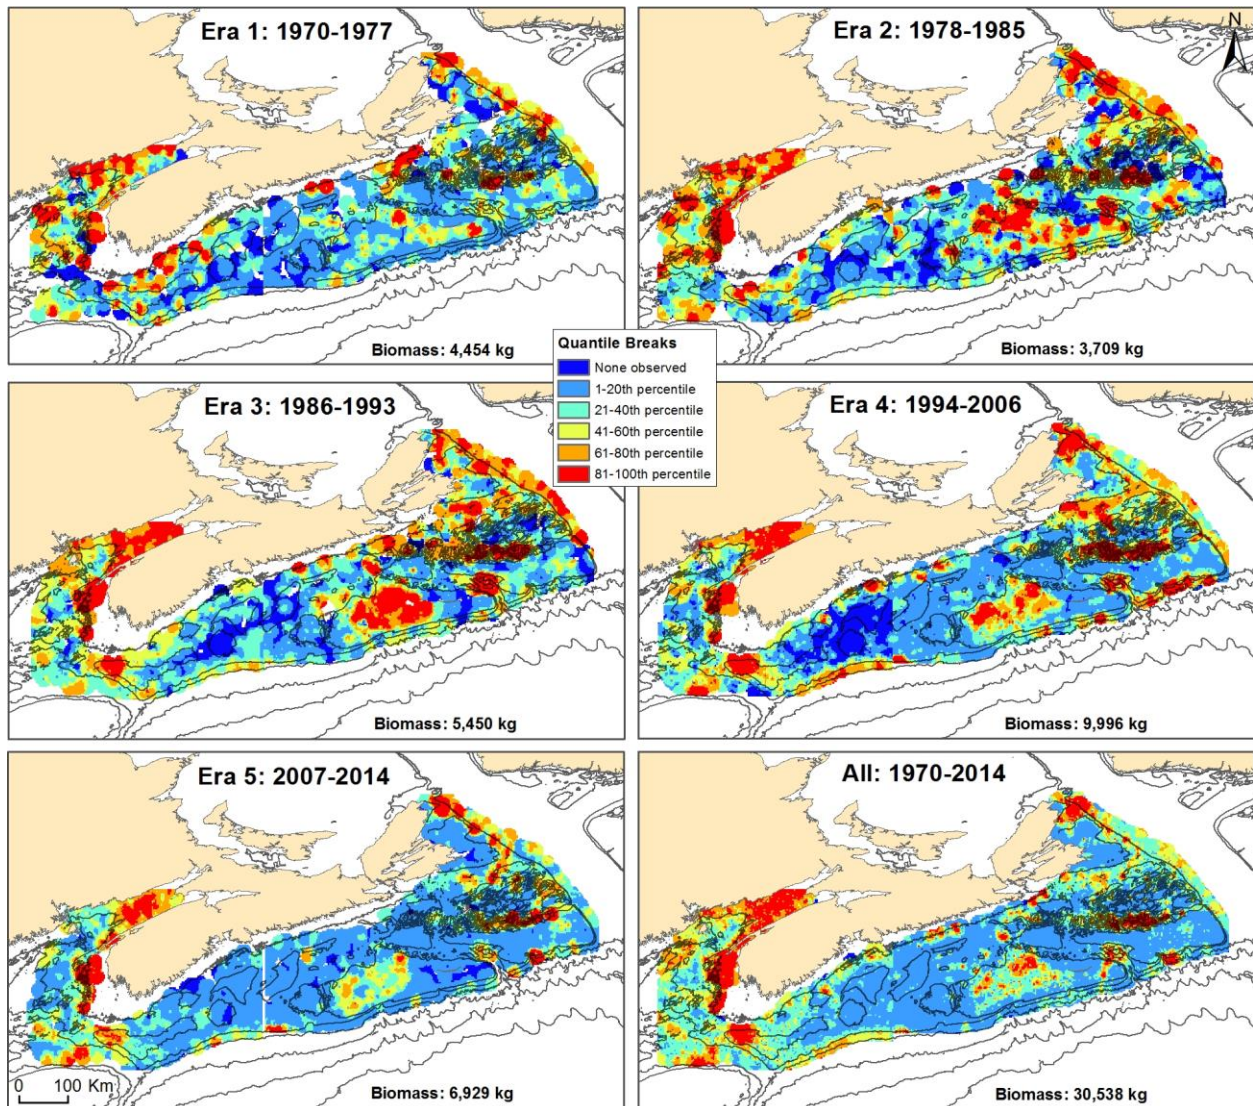 Era 1: 1970-1977
Biomass: 4,454 kg
Era 2: 1978-1985
N
Biomass: 3,709 kg
Quantile Breaks
None observed
1-20th percentile
21-40th percentile
41-60th percentile
61-80th percentile
81-100th percentile
Era 3: 1986-1993
Biomass: 5,450 kg
Era 4: 1994-2006
Biomass: 9,996 kg
Era 5: 2007-2014
0 100 Km
Biomass: 6,929 kg
All: 1970-2014
Biomass: 30,538 kg